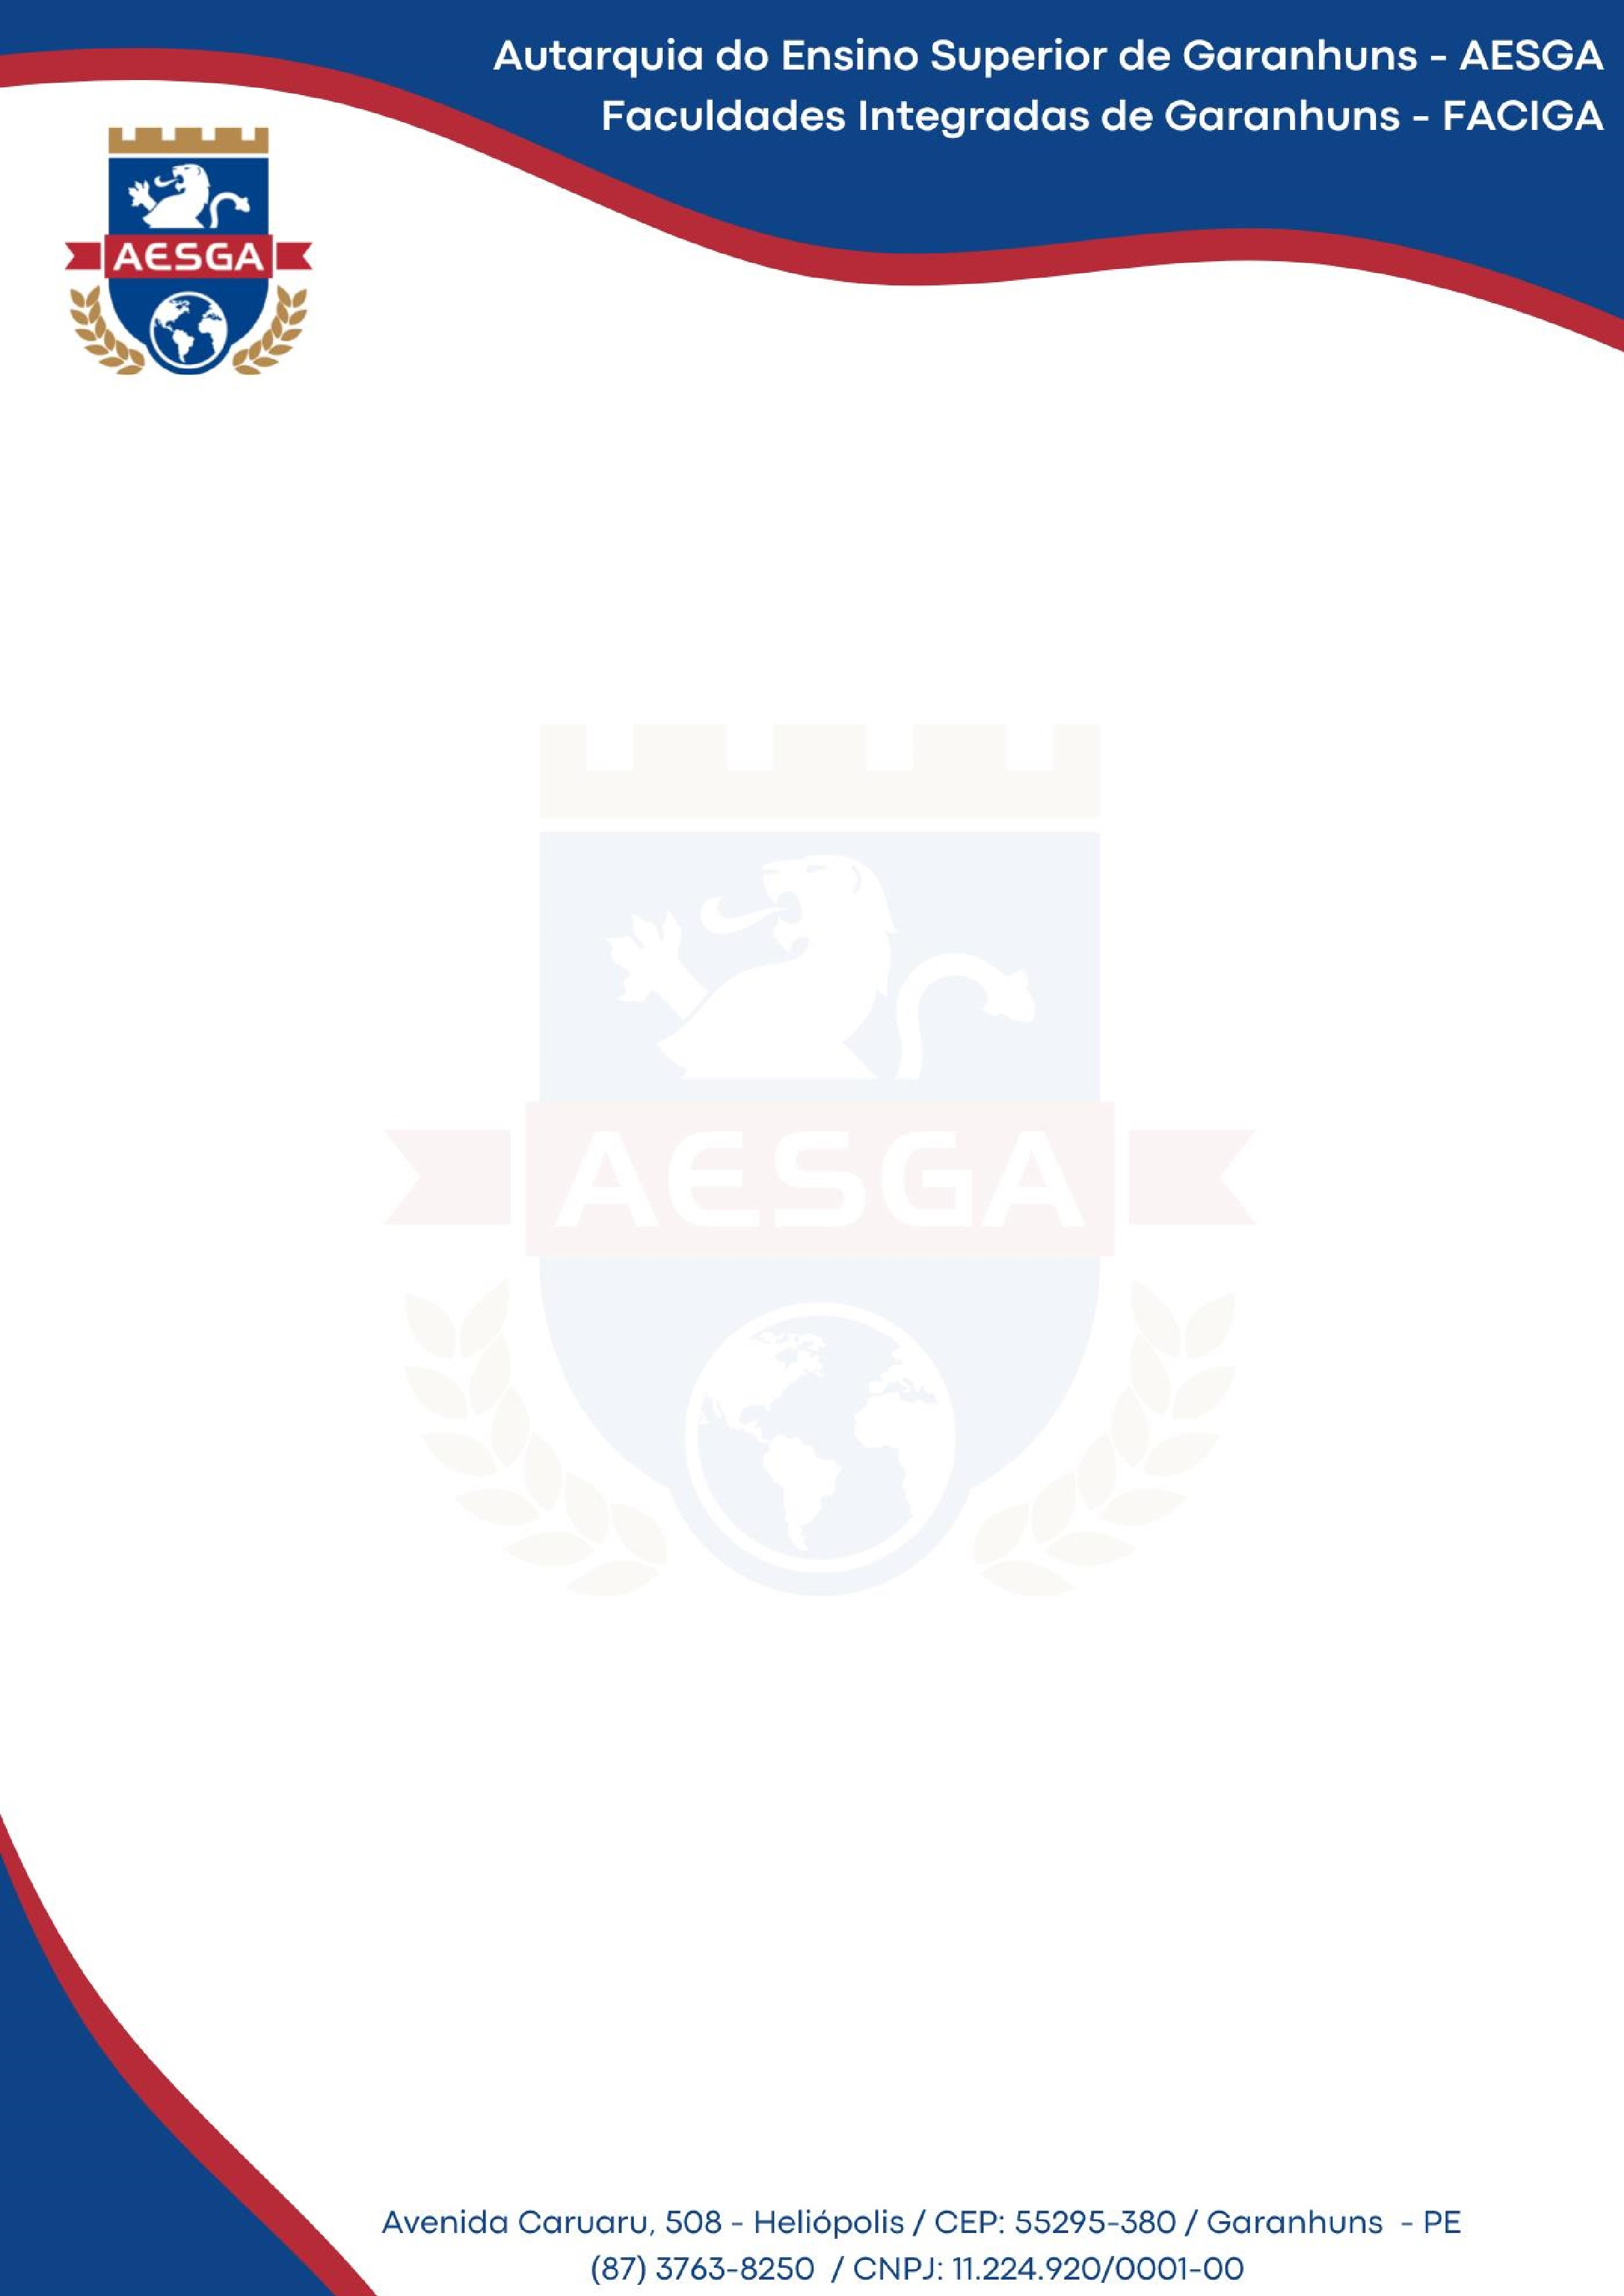 Autarquia do Ensino Superior de Garanhuns - AESGA
Faculdades Integradas de Garanhuns - FACIGA
AESGA
AESGA
Avenida Caruaru, 508 - Heliópolis / CEP: 55295-380 / Garanhuns - PE
(87) 3763-8250 / CNPJ: 11.224.920/0001-00